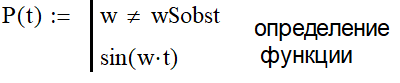 P(t) := w ≠ wSobst
sin(w·t)
определение
функции